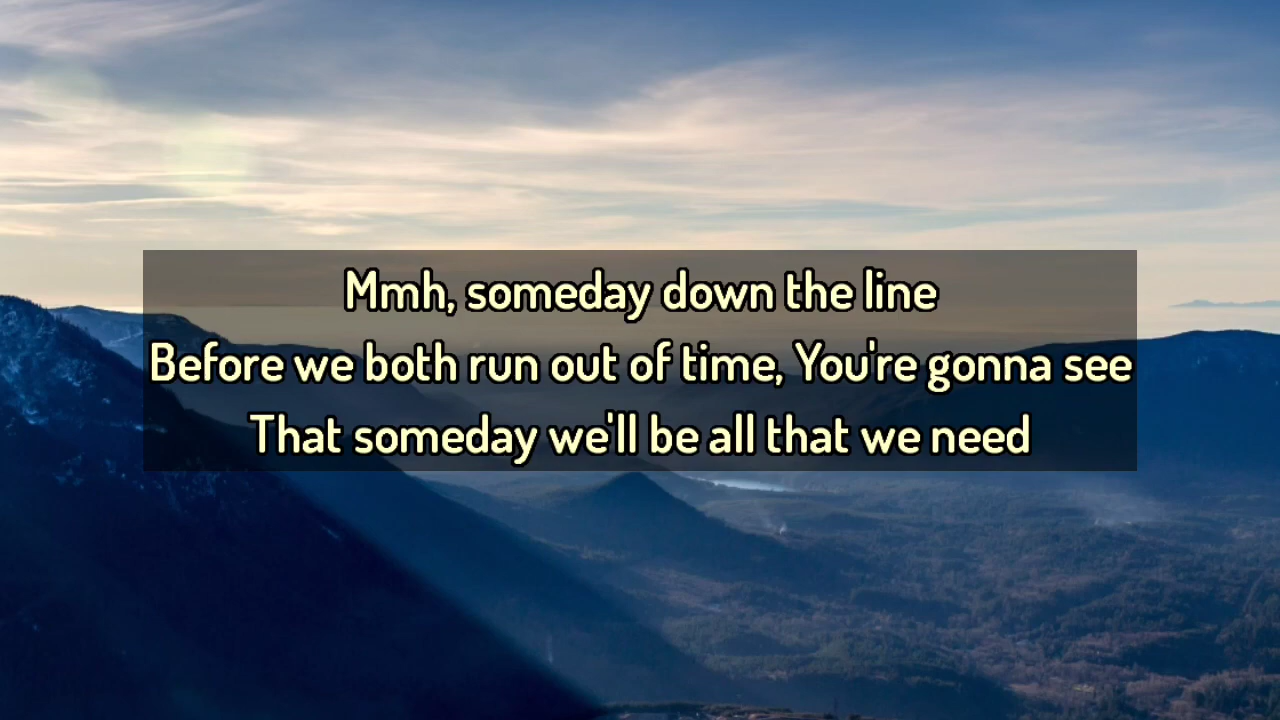 Mmh, someday down the line
Before we both run out of time, You're gonna see
That someday we'll be all that we need